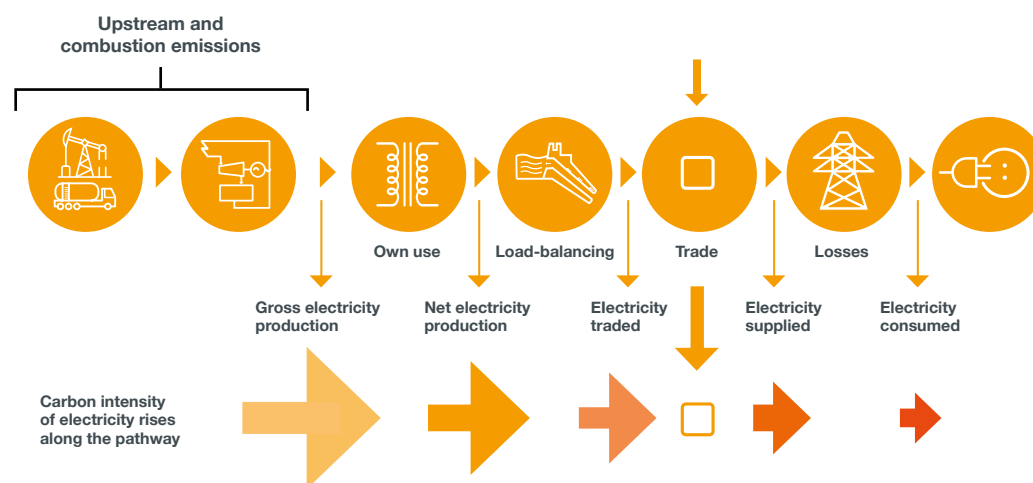 Upstream and
combustion emissions
Own use
Load-balancing
Trade
Losses
Gross electricity
production
Net electricity
production
Electricity
traded
Electricity
supplied
Electricity
consumed
Carbon intensity
of electricity rises
along the pathway